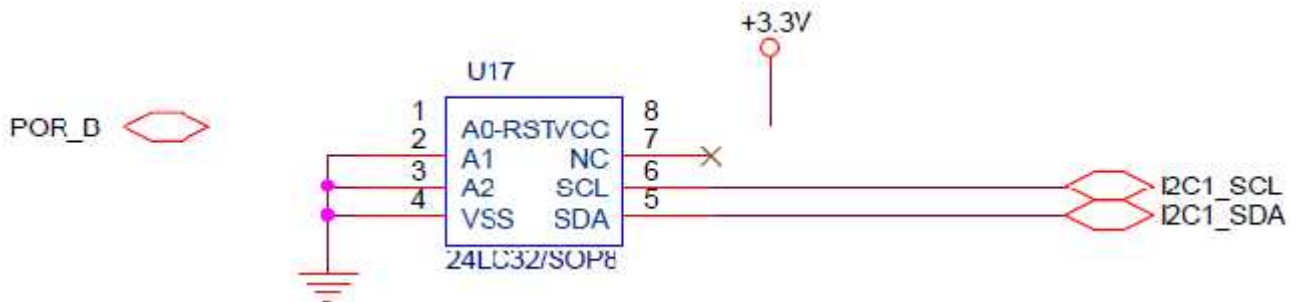 +3.3V
U17
POR_B
1 A0-RST VCC 8
2 A1 NC 7
3 A2 SCL 6 I2C1_SCL
4 VSS SDA 5 I2C1_SDA
24LC32/SOP8